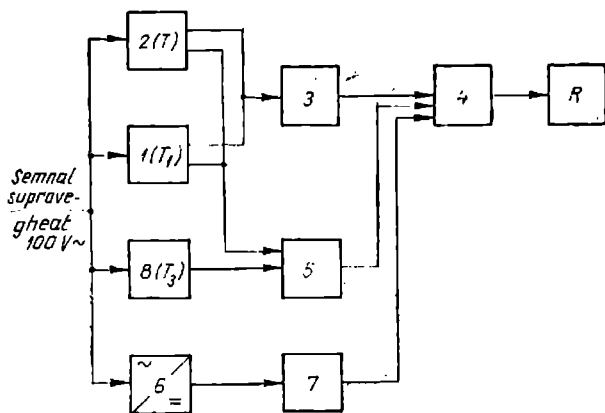 2(T)
3
4
R
1(T₁)
Semnal
suprave-
gheat
100 V~
8(T₃)
5
~
6
=
7